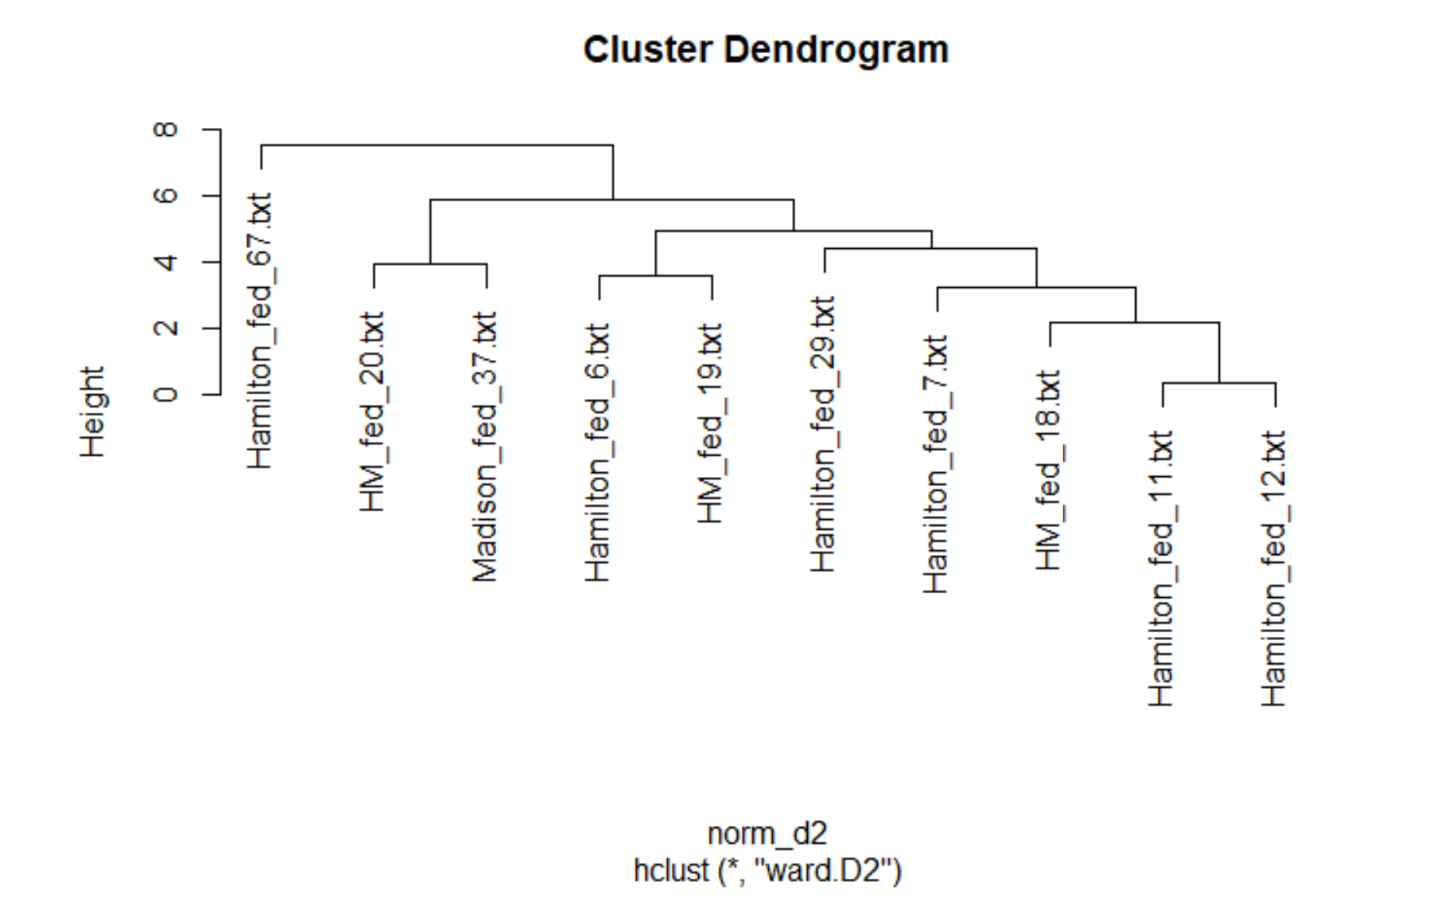 Cluster Dendrogram
8
6
4
2
0
Height
Hamilton_fed_67.txt
HM_fed_20.txt
Madison_fed_37.txt
Hamilton_fed_6.txt
HM_fed_19.txt
Hamilton_fed_29.txt
Hamilton_fed_7.txt
HM_fed_18.txt
Hamilton_fed_11.txt
Hamilton_fed_12.txt
norm_d2
hclust (*, "ward.D2")